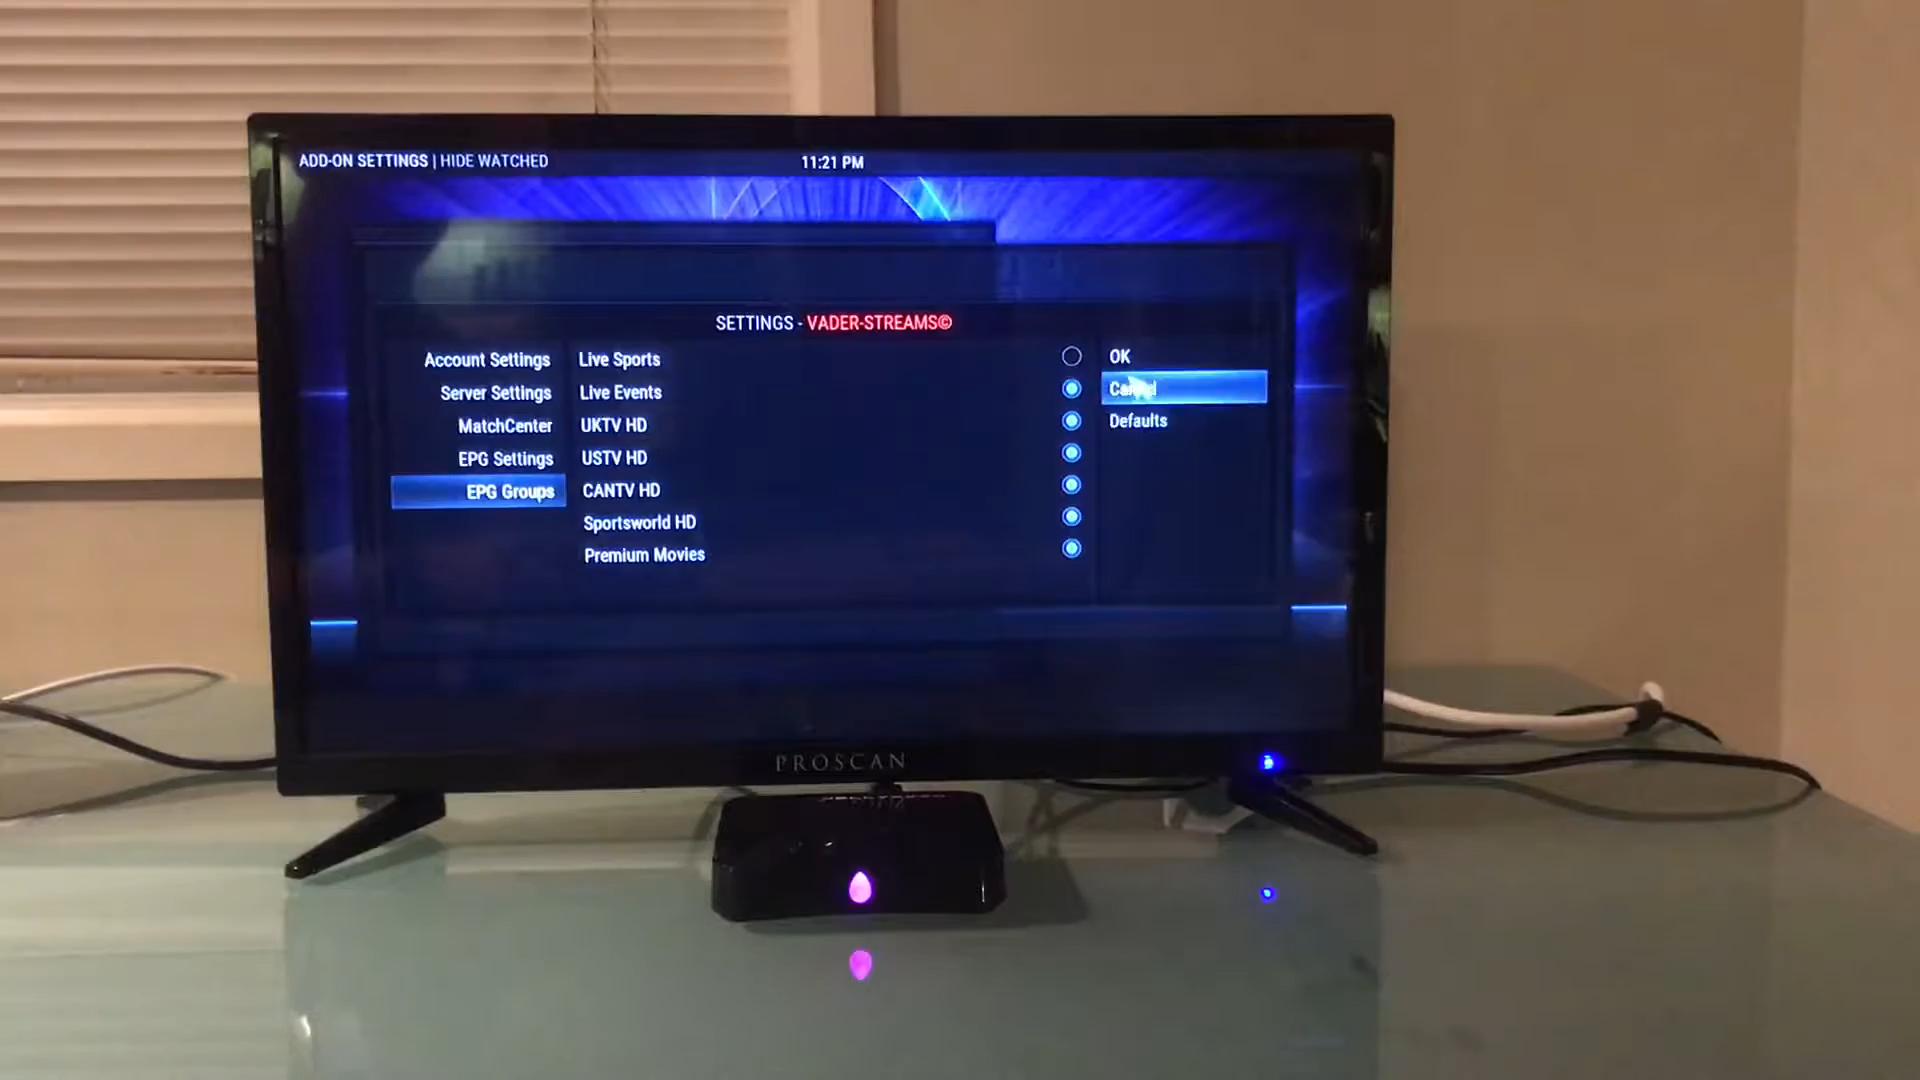 ADD-ON SETTINGS | HIDE WATCHED
11:21 PM
SETTINGS - VADER-STREAMS©
Account Settings
Server Settings
MatchCenter
EPG Settings
EPG Groups
Live Sports
Live Events
UKTV HD
USTV HD
CANTV HD
Sportsworld HD
Premium Movies
OK
Cancel
Defaults
PROSCAN